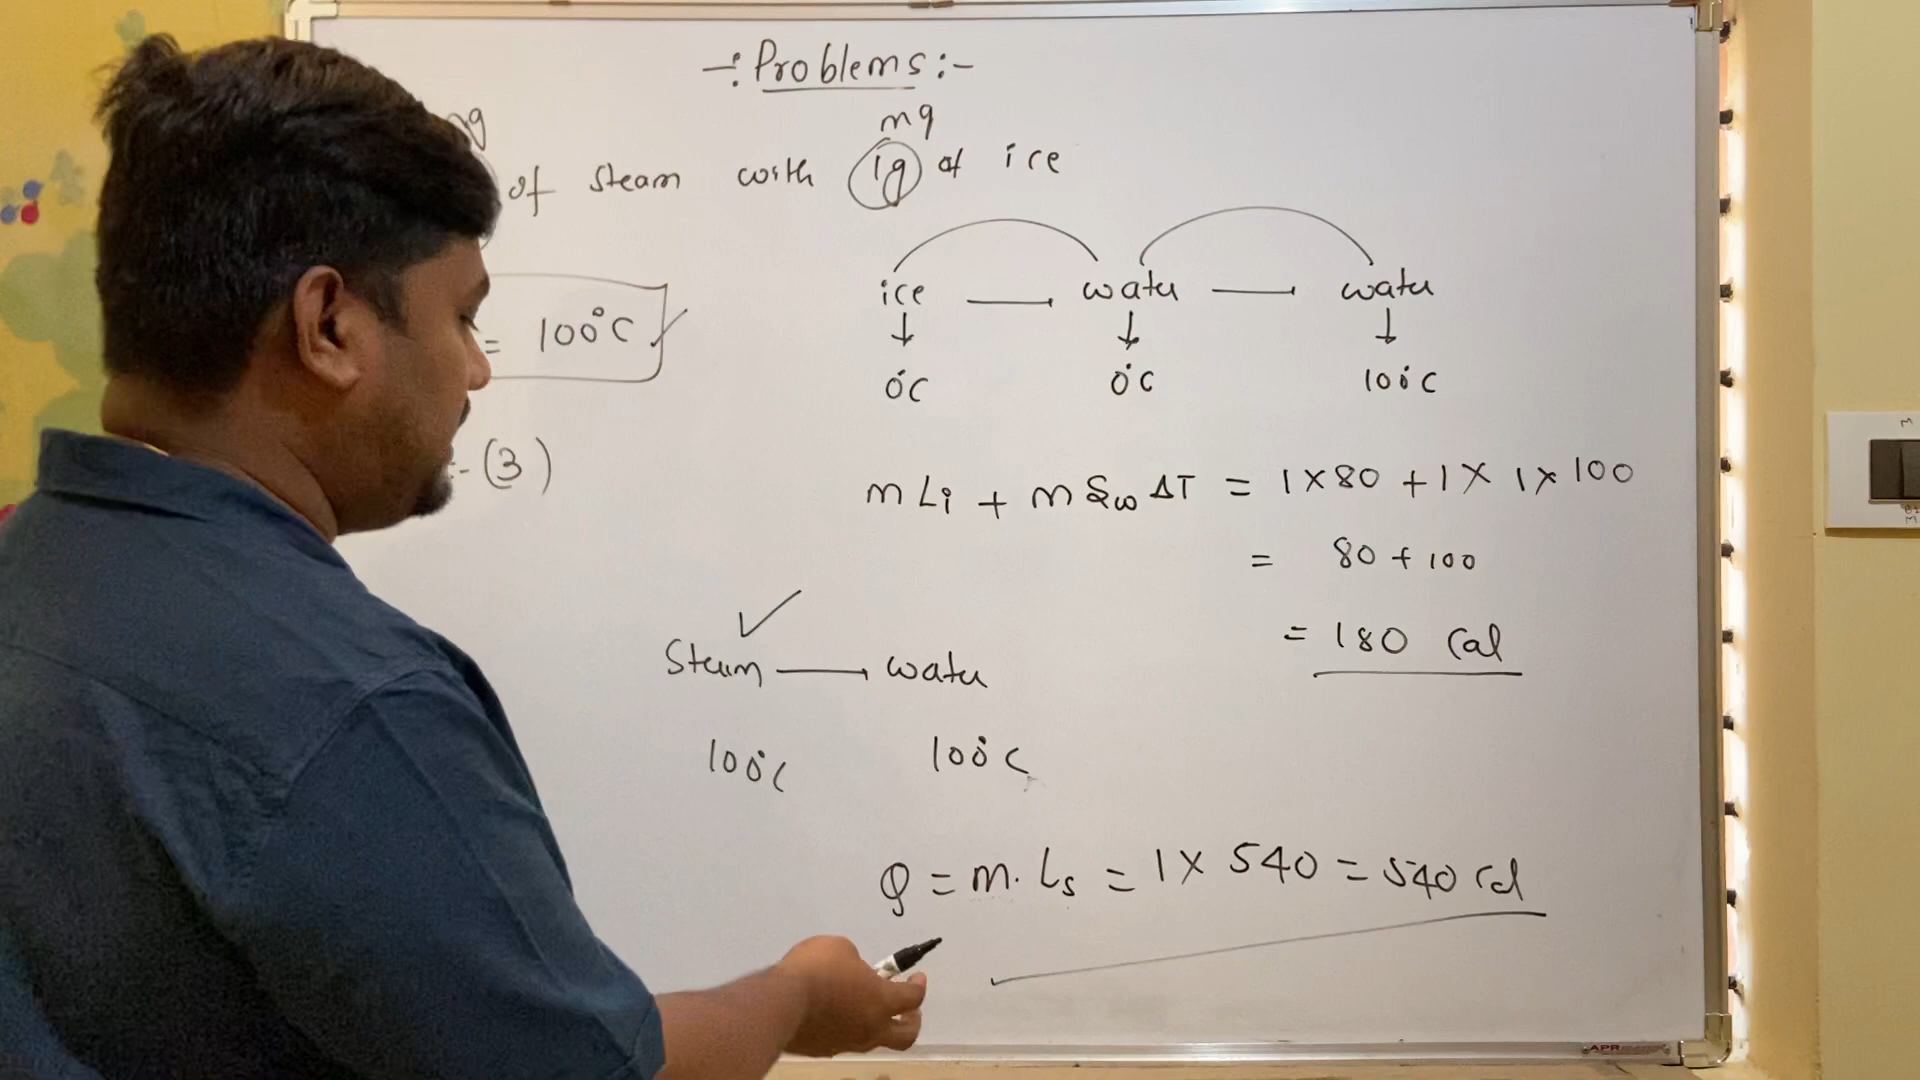 -: Problems :-
mg
of steam with 1g of ice
ice — water — water
↓ ↓ ↓
0°C 0°C 100°C
= 100°C ✓
- (3)
m Li + m Sw ΔT = 1 × 80 + 1 × 1 × 100
= 80 + 100
= 180 Cal
✓
Steam → water
100°C 100°C
Q = m. Ls = 1 × 540 = 540 Cal
APR